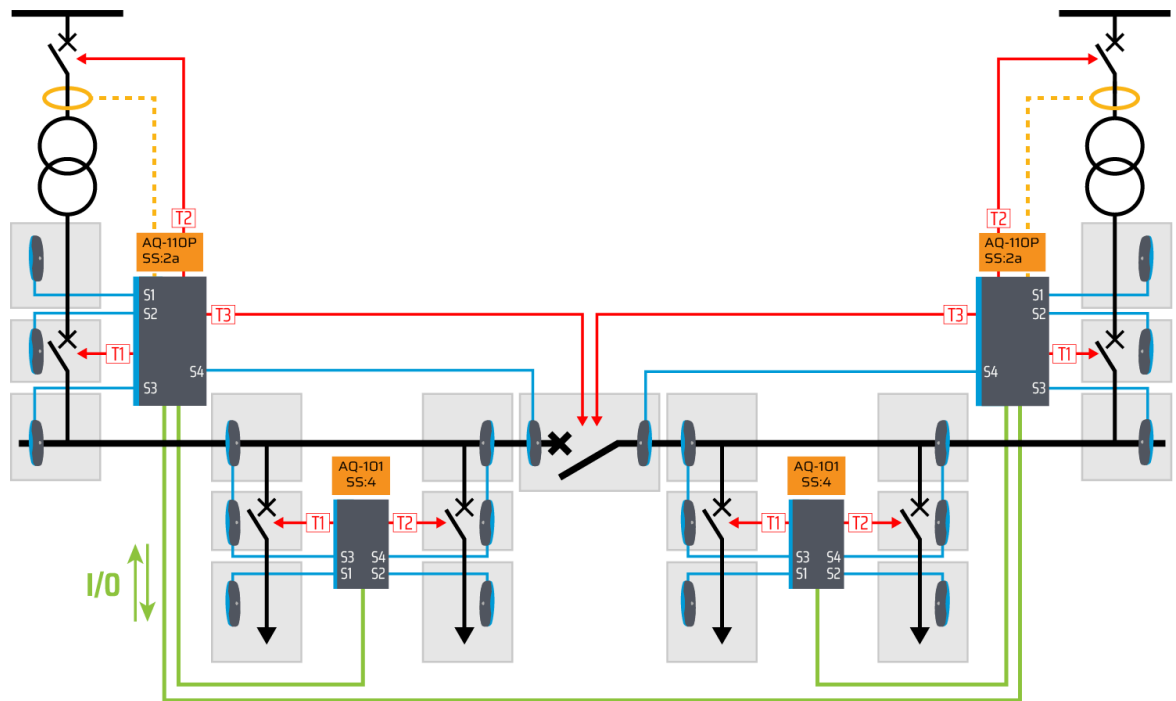 T2
T2
AQ-110P
SS:2a
AQ-110P
SS:2a
S1
S2
T3
T3
S1
S2
T1
T1
S4
S4
S3
S3
AQ-101
SS:4
AQ-101
SS:4
T1
T2
T1
T2
S3
S4
S1
S2
S3
S4
S1
S2
I/O